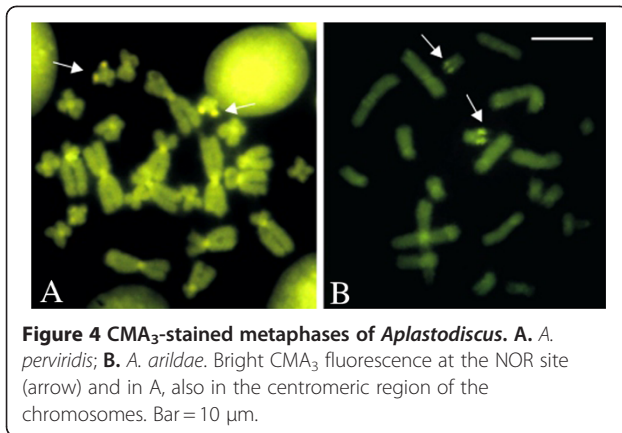 A
B
Figure 4 CMA₃-stained metaphases of Aplastodiscus. A. A.
perviridis; B. A. arildae. Bright CMA₃ fluorescence at the NOR site
(arrow) and in A, also in the centromeric region of the
chromosomes. Bar = 10 μm.